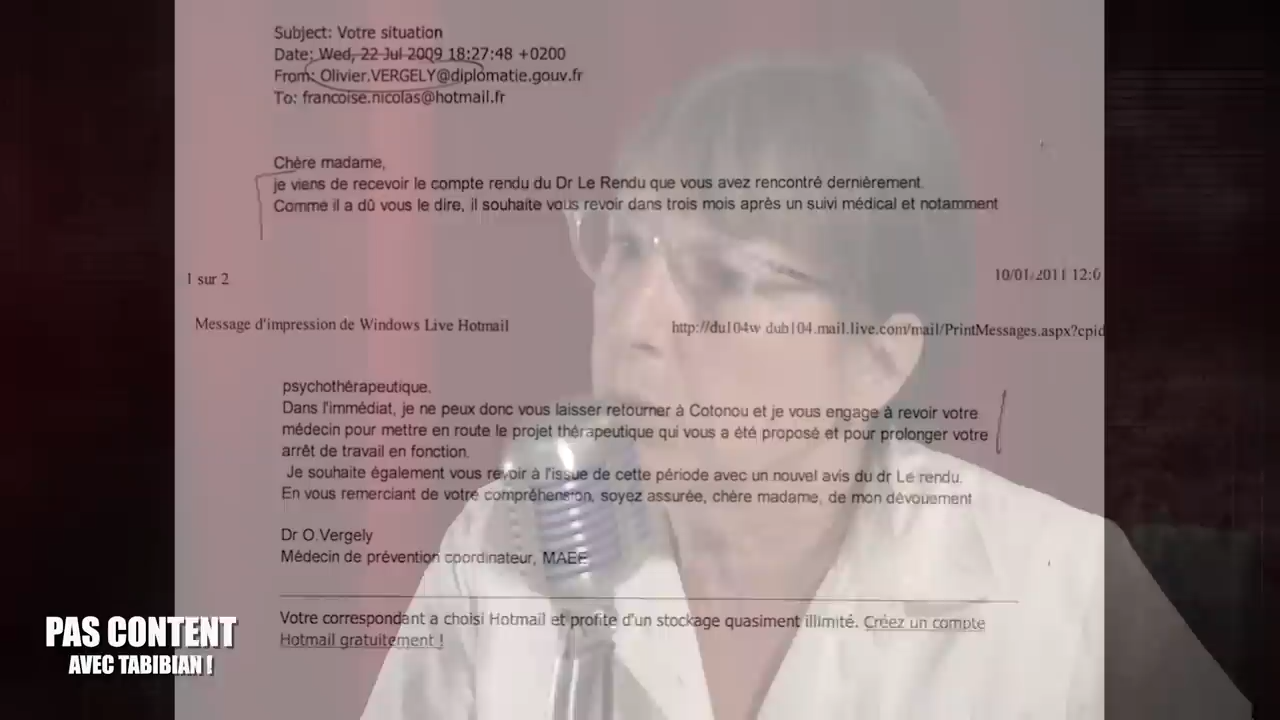 Subject: Votre situation
Date: Wed, 22 Jul 2009 18:27:48 +0200
From: Olivier.VERGELY@diplomatie.gouv.fr
To: francoise.nicolas@hotmail.fr
Chère madame,
je viens de recevoir le compte rendu du Dr Le Rendu que vous avez rencontré dernièrement.
Comme il a dû vous le dire, il souhaite vous revoir dans trois mois après un suivi médical et notamment
1 sur 2
10/01/2011 12:0
Message d'impression de Windows Live Hotmail
http://du104w dub104.mail.live.com/mail/PrintMessages.aspx?cpid
psychothérapeutique.
Dans l'immédiat, je ne peux donc vous laisser retourner à Cotonou et je vous engage à revoir votre
médecin pour mettre en route le projet thérapeutique qui vous a été proposé et pour prolonger votre
arrêt de travail en fonction.
Je souhaite également vous revoir à l'issue de cette période avec un nouvel avis du dr Le rendu.
En vous remerciant de votre compréhension, soyez assurée, chère madame, de mon dévouement
Dr O.Vergely
Médecin de prévention coordinateur, MAEE
Votre correspondant a choisi Hotmail et profite d'un stockage quasiment illimité. Créez un compte
Hotmail gratuitement !
PAS CONTENT
AVEC TABIBIAN !